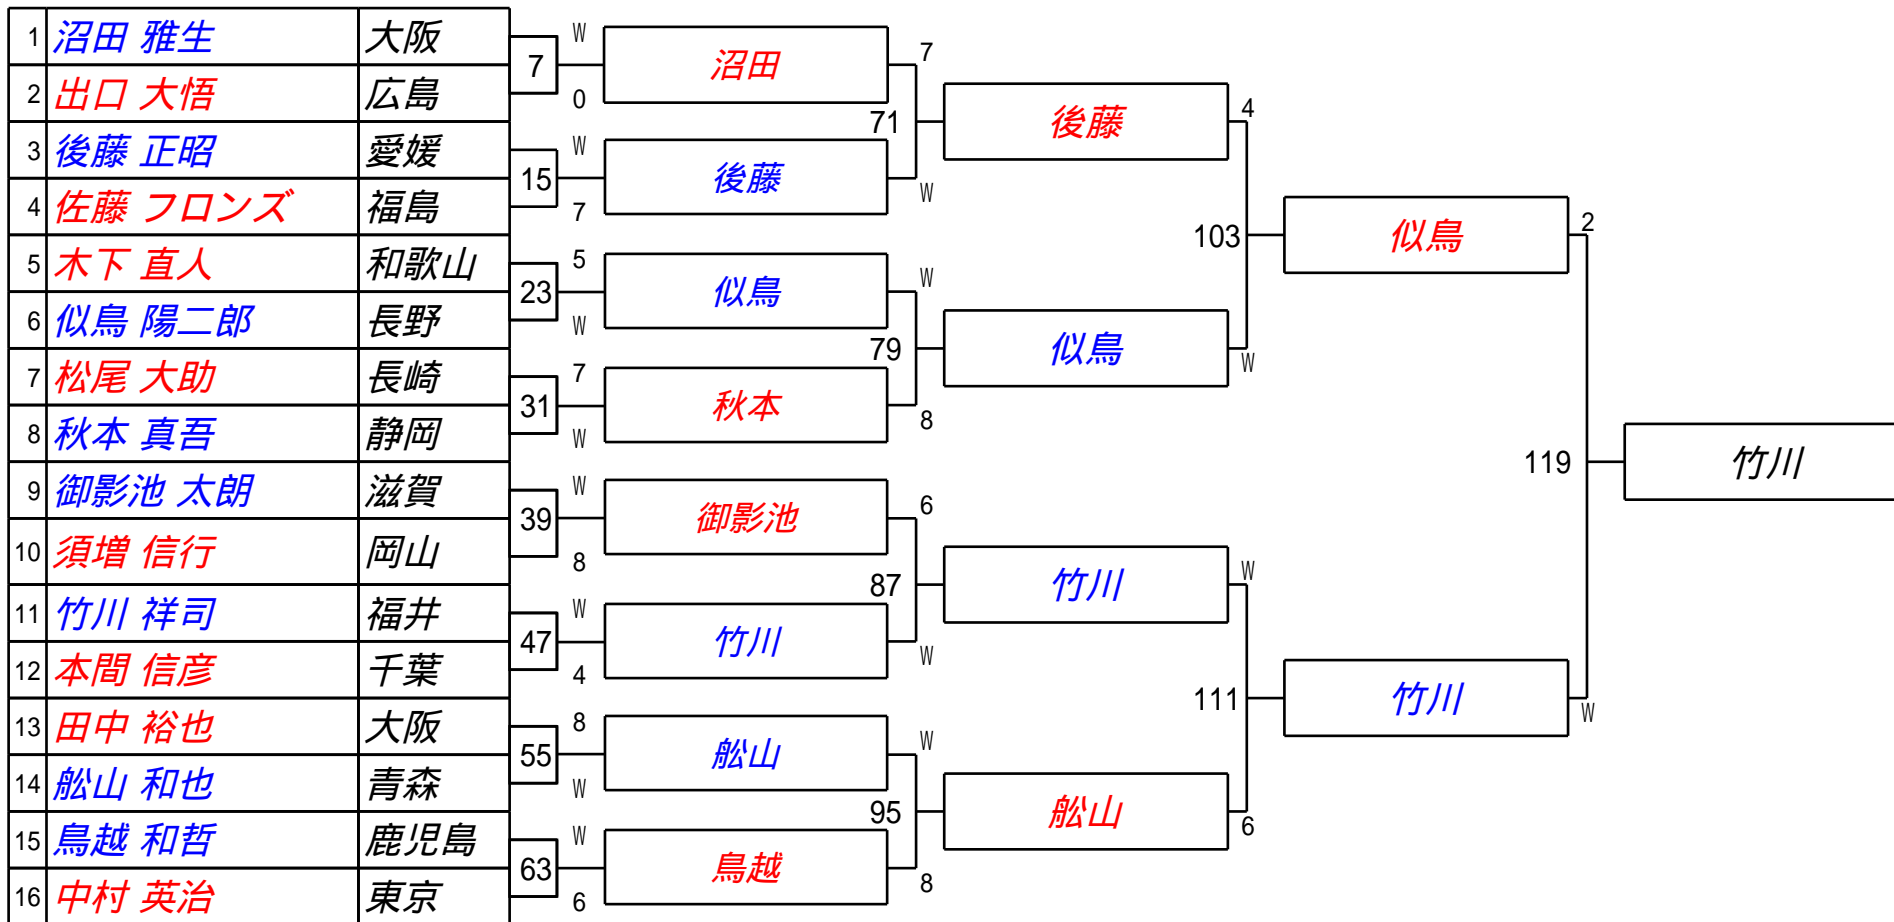 1 沼田 雅生 大阪
2 出口 大悟 広島
3 後藤 正昭 愛媛
4 佐藤 フロンズ 福島
5 木下 直人 和歌山
6 似鳥 陽二郎 長野
7 松尾 大助 長崎
8 秋本 真吾 静岡
9 御影池 太朗 滋賀
10 須増 信行 岡山
11 竹川 祥司 福井
12 本間 信彦 千葉
13 田中 裕也 大阪
14 舩山 和也 青森
15 鳥越 和哲 鹿児島
16 中村 英治 東京
7 W 0
15 W 7
23 5 W
31 7 W
39 W 8
47 W 4
55 8 W
63 W 6
沼田 7
71
後藤 W
似鳥 W
79
秋本 8
御影池 6
87
竹川 W
舩山 W
95
鳥越 8
後藤 4
103
似鳥 W
竹川 W
111
舩山 6
似鳥 2
119
竹川 W
竹川